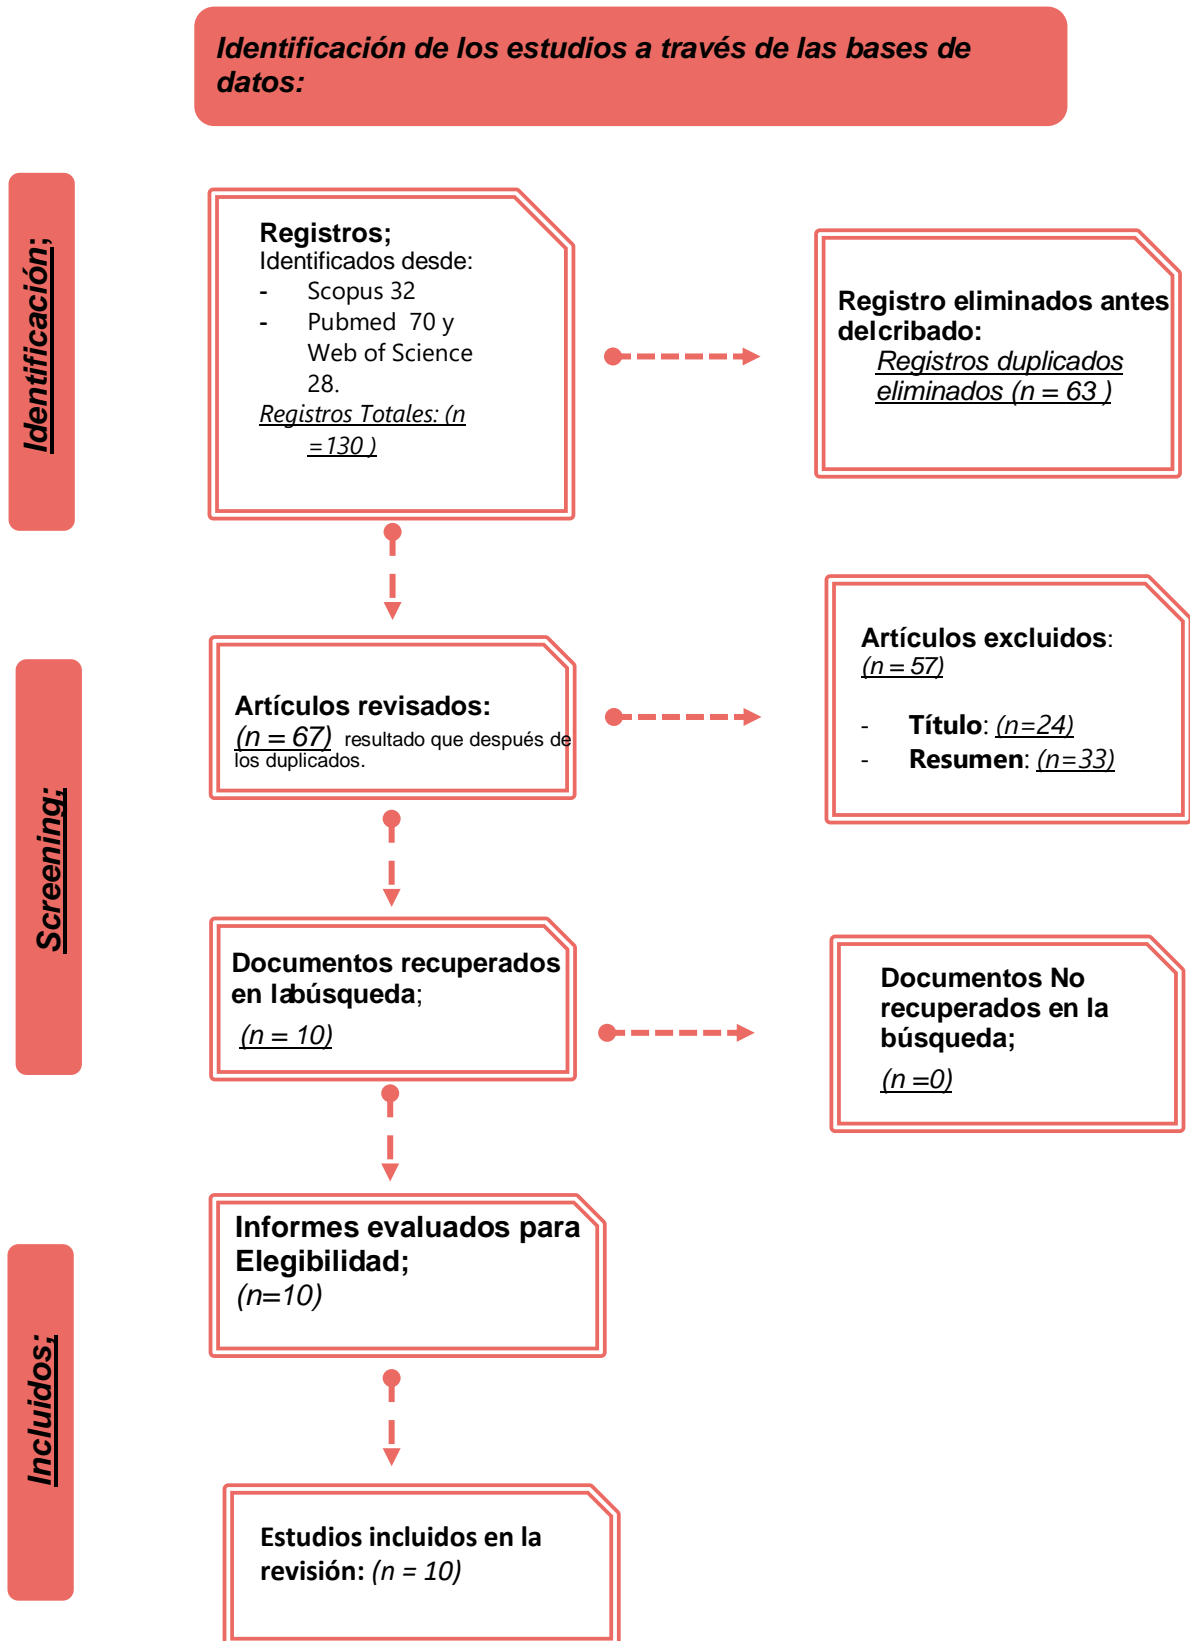 Identificación de los estudios a través de las bases de
datos:
Identificación;
Registros;
Identificados desde:
- Scopus 32
- Pubmed 70 y
Web of Science
28.
Registros Totales: (n
=130 )
Registro eliminados antes
delcribado:
Registros duplicados
eliminados (n = 63 )
Screening;
Artículos revisados:
(n = 67) resultado que después de
los duplicados.
Artículos excluidos:
(n = 57)
- Título: (n=24)
- Resumen: (n=33)
Documentos recuperados
en labúsqueda;
(n = 10)
Documentos No
recuperados en la
búsqueda;
(n =0)
Informes evaluados para
Elegibilidad;
(n=10)
Incluidos;
Estudios incluidos en la
revisión: (n = 10)